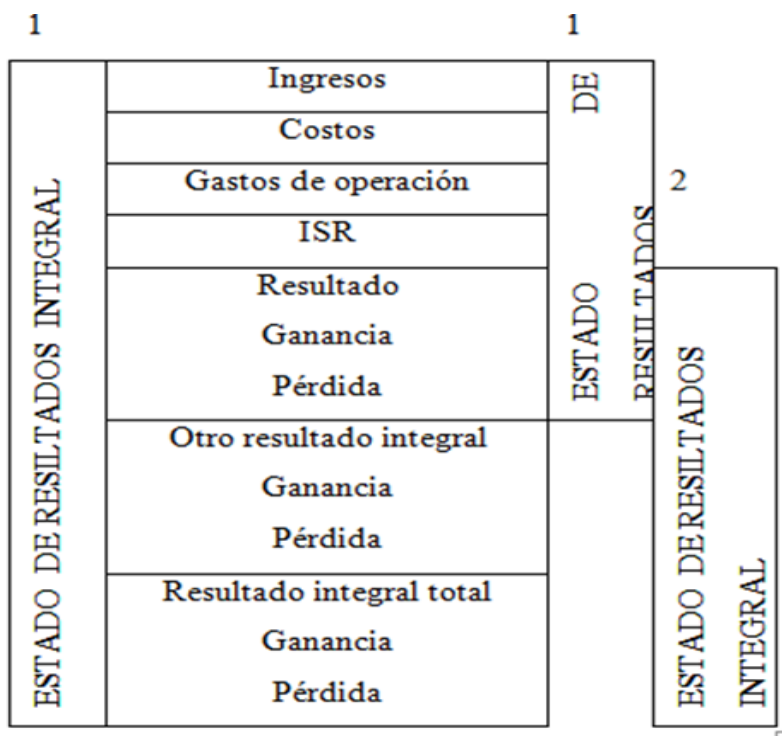 1
1
Ingresos
Costos
Gastos de operación
ISR
Resultado
Ganancia
Pérdida
Otro resultado integral
Ganancia
Pérdida
Resultado integral total
Ganancia
Pérdida
ESTADO DE RESILTADOS INTEGRAL
ESTADO DE
RESULTADOS
2
ESTADO DE RESILTADOS
INTEGRAL